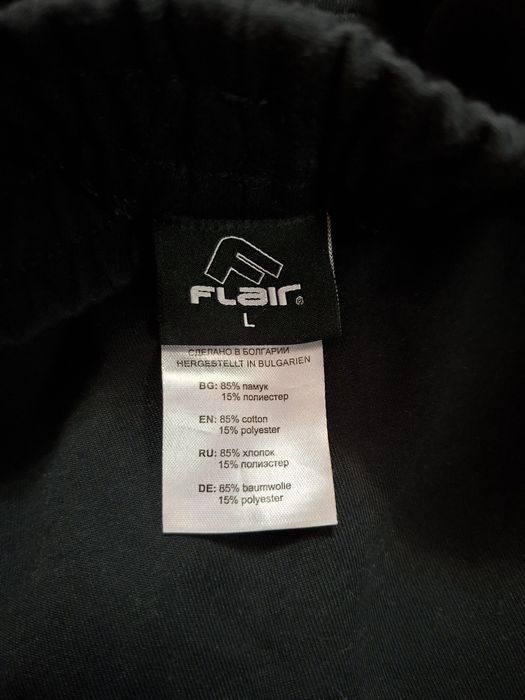 FLaIr®
L
СДЕЛАНО В БОЛГАРИИ
HERGESTELLT IN BULGARIEN
BG: 85% памук
15% полиестер
EN: 85% cotton
15% polyester
RU: 85% хлопок
15% полиэстер
DE: 85% baumwolle
15% polyester